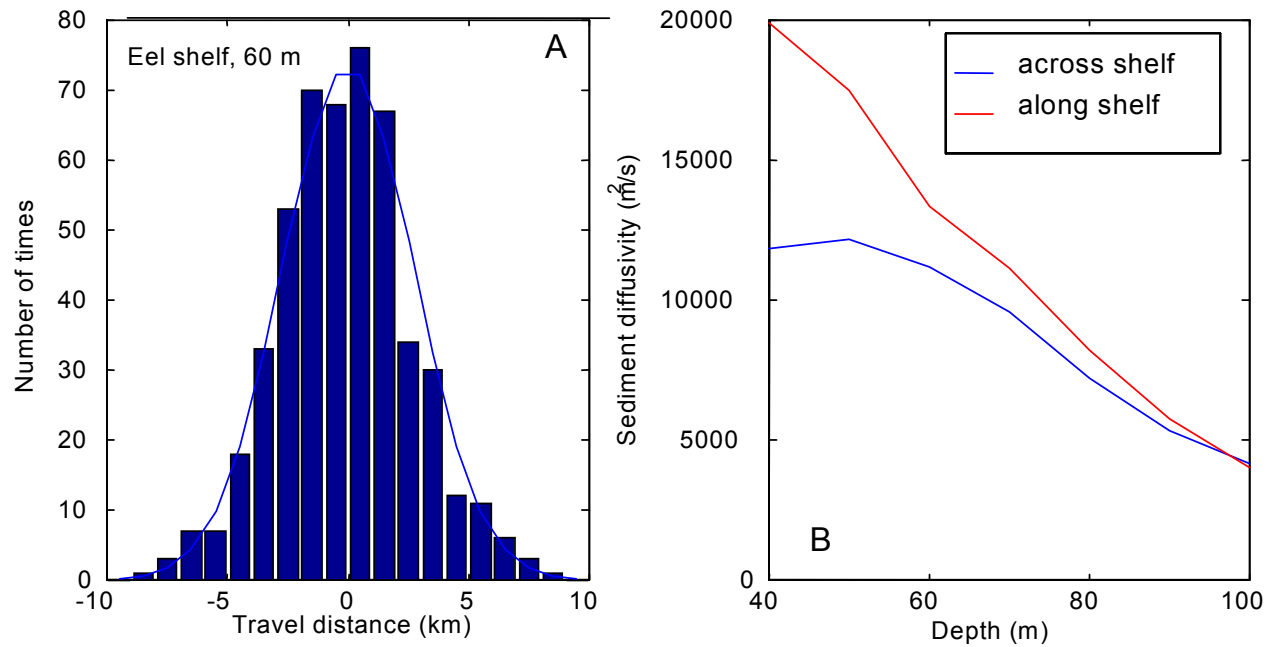 Eel shelf, 60 m
A
80
70
60
50
40
30
20
10
0
Number of times
-10
-5
0
5
10
Travel distance (km)
across shelf
along shelf
20000
15000
10000
5000
0
Sediment diffusivity (m²/s)
B
40
60
80
100
Depth (m)